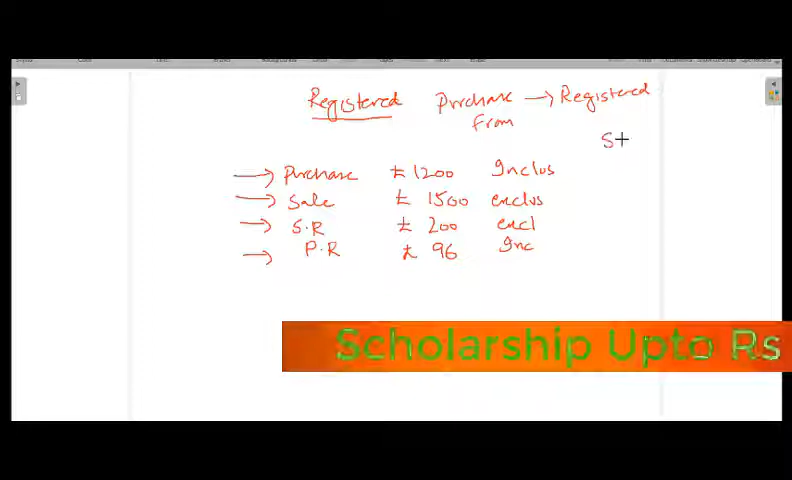 Registered Purchase → Registered
From
S
→ Purchase £ 1200 Inclus
→ Sale £ 1500 exclus
→ S.R £ 200 excl
→ P.R £ 96 Inc
Scholarship Upto Rs